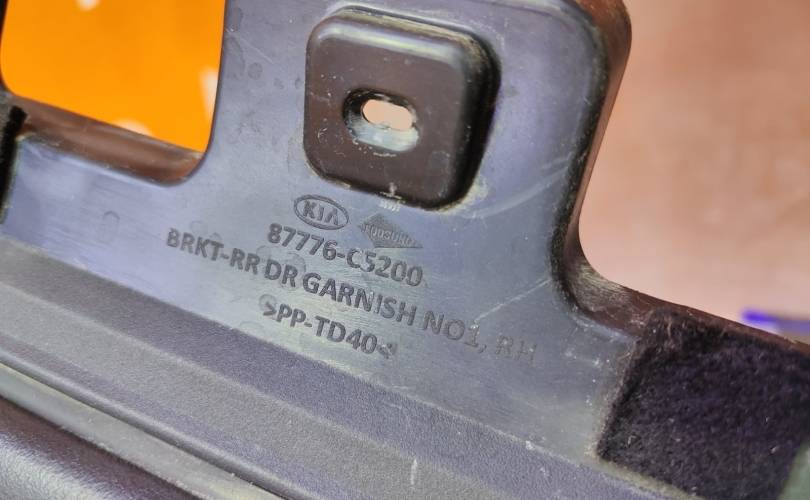 KIA
87776-C5200
BRKT-RR DR GARNISH NO1, RH
>PP-TD40<